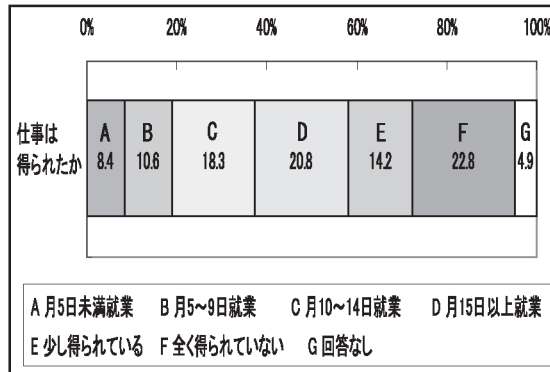 0% 20% 40% 60% 80% 100%
仕事は
得られたか
A B C D E F G
8.4 10.6 18.3 20.8 14.2 22.8 4.9
A 月5日未満就業 B 月5～9日就業 C 月10～14日就業 D 月15日以上就業
E 少し得られている F 全く得られていない G 回答なし